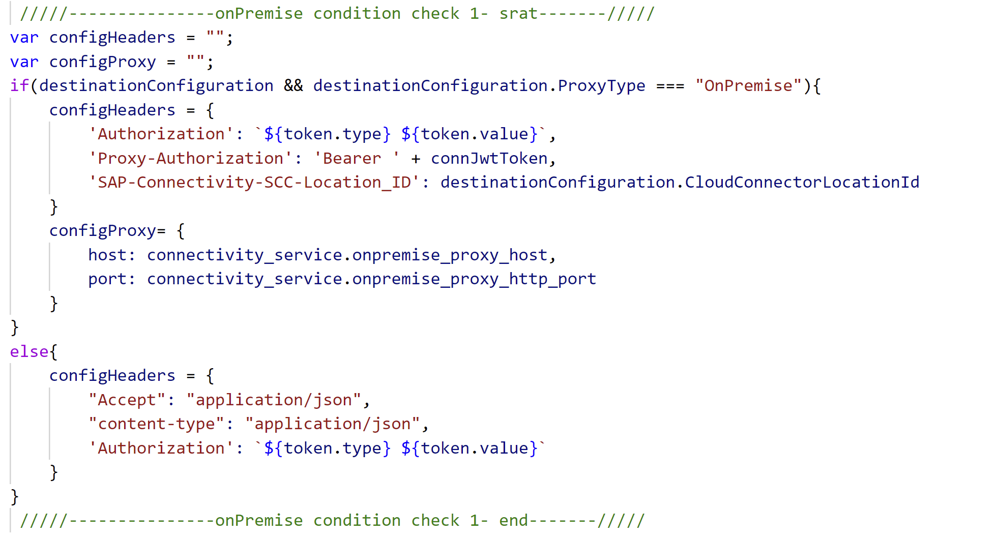 /////---------------onPremise condition check 1- srat-------/////
var configHeaders = "";
var configProxy = "";
if(destinationConfiguration && destinationConfiguration.ProxyType === "OnPremise"){
    configHeaders = {
        'Authorization': `${token.type} ${token.value}`,
        'Proxy-Authorization': 'Bearer ' + connJwtToken,
        'SAP-Connectivity-SCC-Location_ID': destinationConfiguration.CloudConnectorLocationId
    }
    configProxy= {
        host: connectivity_service.onpremise_proxy_host,
        port: connectivity_service.onpremise_proxy_http_port
    }
}
else{
    configHeaders = {
        "Accept": "application/json",
        "content-type": "application/json",
        'Authorization': `${token.type} ${token.value}`
    }
}
/////---------------onPremise condition check 1- end-------/////